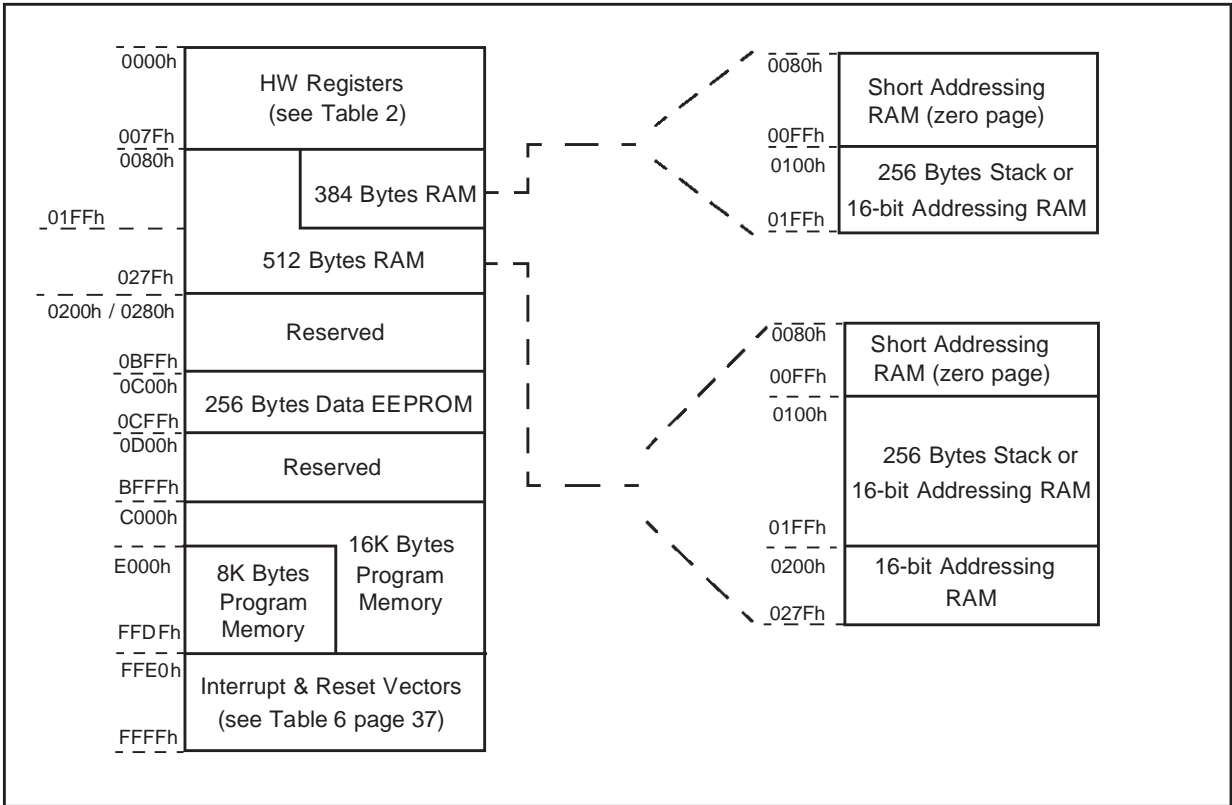 0000h
HW Registers
(see Table 2)
007Fh
0080h
384 Bytes RAM
01FFh
512 Bytes RAM
027Fh
0200h / 0280h
Reserved
0BFFh
0C00h
256 Bytes Data EEPROM
0CFFh
0D00h
Reserved
BFFFh
C000h
16K Bytes
Program
Memory
E000h
8K Bytes
Program
Memory
FFDFh
FFE0h
Interrupt & Reset Vectors
(see Table 6 page 37)
FFFFh
0080h
Short Addressing
RAM (zero page)
00FFh
0100h
256 Bytes Stack or
16-bit Addressing RAM
01FFh
0080h
Short Addressing
RAM (zero page)
00FFh
0100h
256 Bytes Stack or
16-bit Addressing RAM
01FFh
0200h
16-bit Addressing
RAM
027Fh